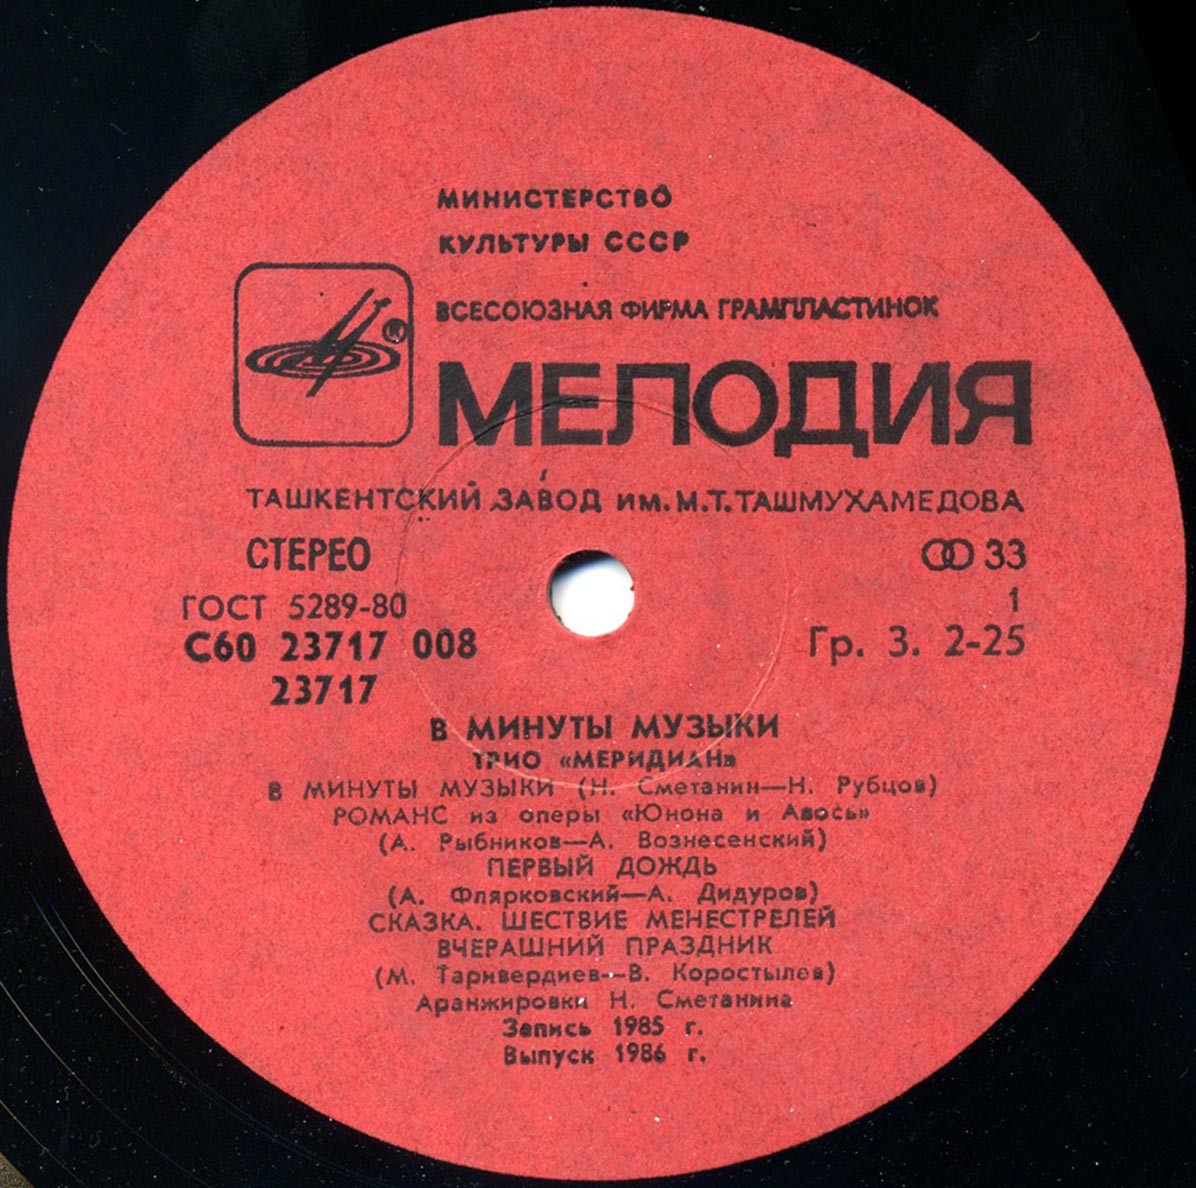 МИНИСТЕРСТВО
КУЛЬТУРЫ СССР
ВСЕСОЮЗНАЯ ФИРМА ГРАМПЛАСТИНОК
®
МЕЛОДИЯ
ТАШКЕНТСКИЙ ЗАВОД им. М.Т.ТАШМУХАМЕДОВА
СТЕРЕО
33
ГОСТ 5289-80
1
С60 23717 008
Гр. 3. 2-25
23717
В МИНУТЫ МУЗЫКИ
ТРИО «МЕРИДИАН»
В МИНУТЫ МУЗЫКИ (Н. Сметанин—Н. Рубцов)
РОМАНС из оперы «Юнона и Авось»
(А. Рыбников—А. Вознесенский)
ПЕРВЫЙ ДОЖДЬ
(А. Флярковский—А. Дидуров)
СКАЗКА. ШЕСТВИЕ МЕНЕСТРЕЛЕЙ
ВЧЕРАШНИЙ ПРАЗДНИК
(М. Таривердиев—В. Коростылев)
Аранжировки Н. Сметанина
Запись 1985 г.
Выпуск 1986 г.